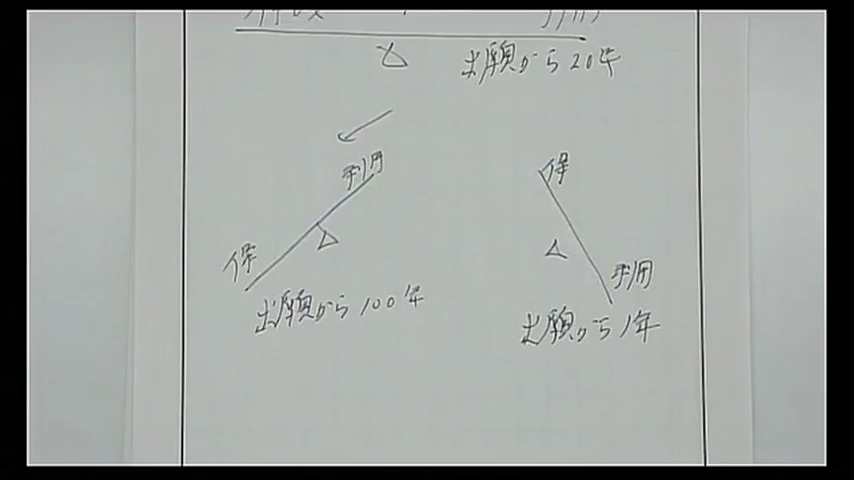 出願から20年
利用
保
出願から100年
保
利用
出願から1年